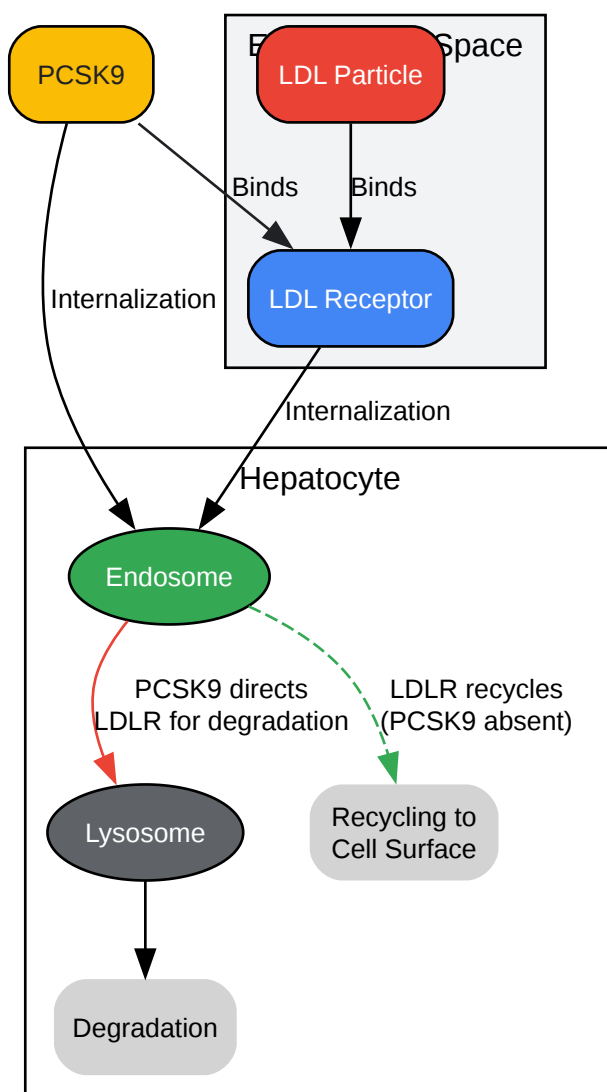 E Space
PCSK9
LDL Particle
Binds
Binds
LDL Receptor
Internalization
Internalization
Hepatocyte
Endosome
PCSK9 directs
LDLR for degradation
LDLR recycles
(PCSK9 absent)
Lysosome
Recycling to
Cell Surface
Degradation